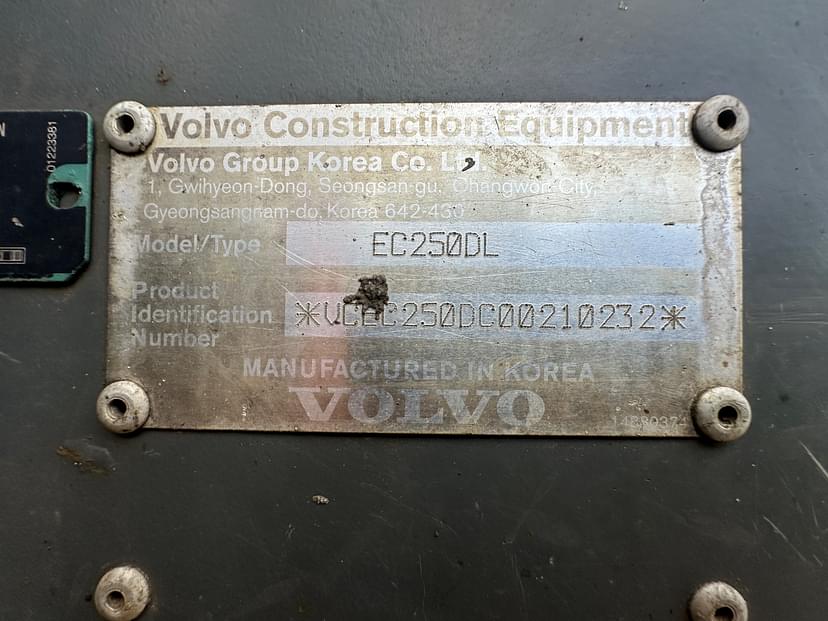 N
01223381
Volvo Construction Equipment
Volvo Group Korea Co. Ltd.
1, Gwihyeon-Dong, Seongsan-gu, Changwon City,
Gyeongsangnam-do, Korea 642-430
Model/Type EC250DL
Product
Identification
Number
*VCEC250DC00210232*
MANUFACTURED IN KOREA
VOLVO